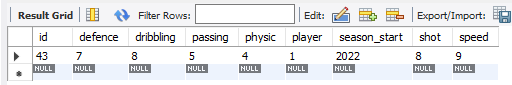 Result Grid Filter Rows: Edit: Export/Import:
id defence dribbling passing physic player season_start shot speed
43 7 8 5 4 1 2022 8 9
NULL NULL NULL NULL NULL NULL NULL NULL NULL